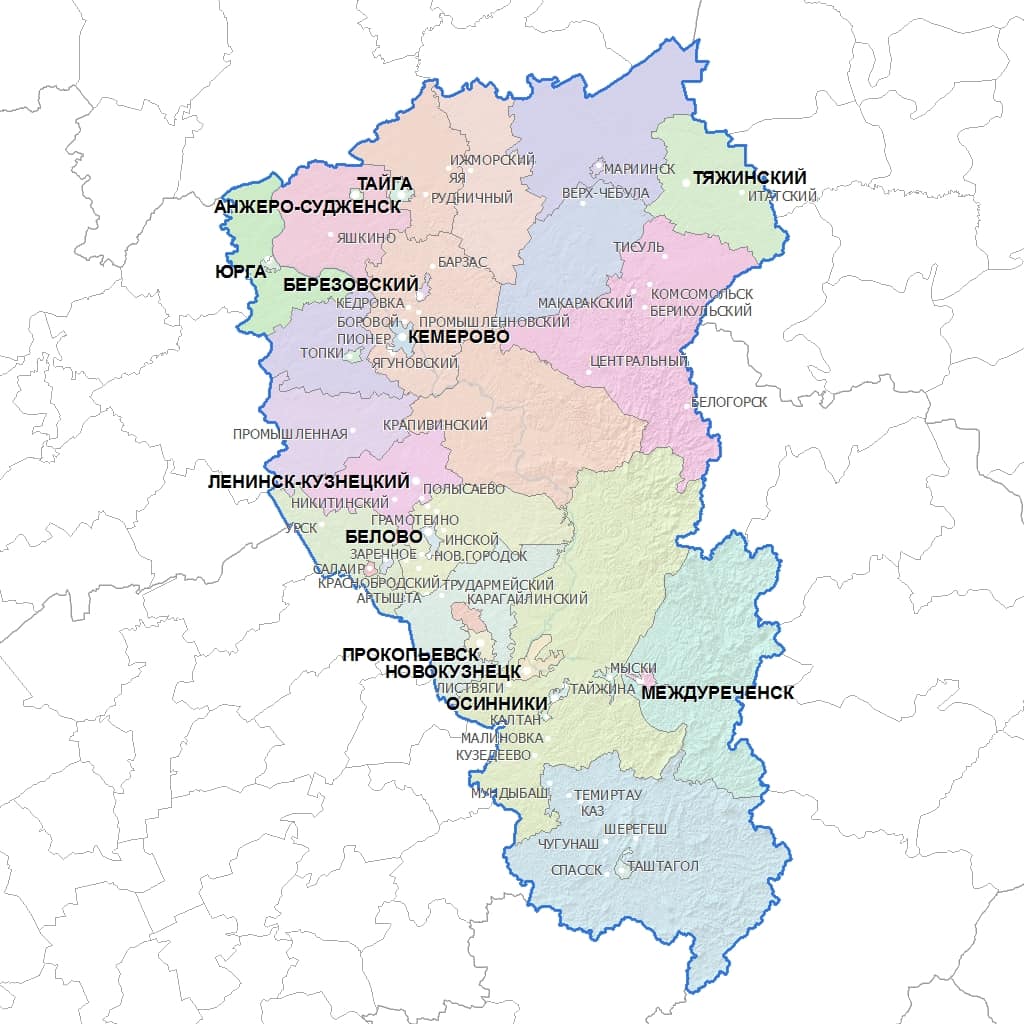 ИЖМОРСКИЙ
МАРИИНСК
ЯЯ
ТЯЖИНСКИЙ
ТАЙГА
РУДНИЧНЫЙ
ВЕРХ-ЧЕБУЛА
ИТАТСКИЙ
АНЖЕРО-СУДЖЕНСК
ЯШКИНО
ТИСУЛЬ
БАРЗАС
ЮРГА
БЕРЕЗОВСКИЙ
КОМСОМОЛЬСК
КЕДРОВКА
МАКАРАКСКИЙ
БЕРИКУЛЬСКИЙ
БОРОВОЙ
ПРОМЫШЛЕННОВСКИЙ
ПИОНЕР
КЕМЕРОВО
ТОПКИ
ЯГУНОВСКИЙ
ЦЕНТРАЛЬНЫЙ
БЕЛОГОРСК
КРАПИВИНСКИЙ
ПРОМЫШЛЕННАЯ
ЛЕНИНСК-КУЗНЕЦКИЙ
ПОЛЫСАЕВО
НИКИТИНСКИЙ
ГРАМОТЕИНО
УРСК
БЕЛОВО
ИНСКОЙ
ЗАРЕЧНОЕ
НОВ.ГОРОДОК
САЛАИР
КРАСНОБРОДСКИЙ
ТРУДАРМЕЙСКИЙ
АРТЫШТА
КАРАГАЙЛИНСКИЙ
ПРОКОПЬЕВСК
НОВОКУЗНЕЦК
МЫСКИ
ЛИСТВЯГИ
ТАЙЖИНА
МЕЖДУРЕЧЕНСК
ОСИННИКИ
КАЛТАН
МАЛИНОВКА
КУЗЕДЕЕВО
МУНДЫБАШ
ТЕМИРТАУ
КАЗ
ШЕРЕГЕШ
ЧУГУНАШ
СПАССК
ТАШТАГОЛ